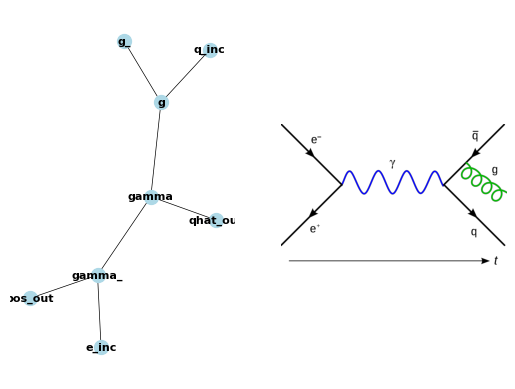 g_
q_inc
g
gamma
qhat_ou
gamma_
pos_out
e_inc
e⁻
e⁺
γ
q̅
g
q
t